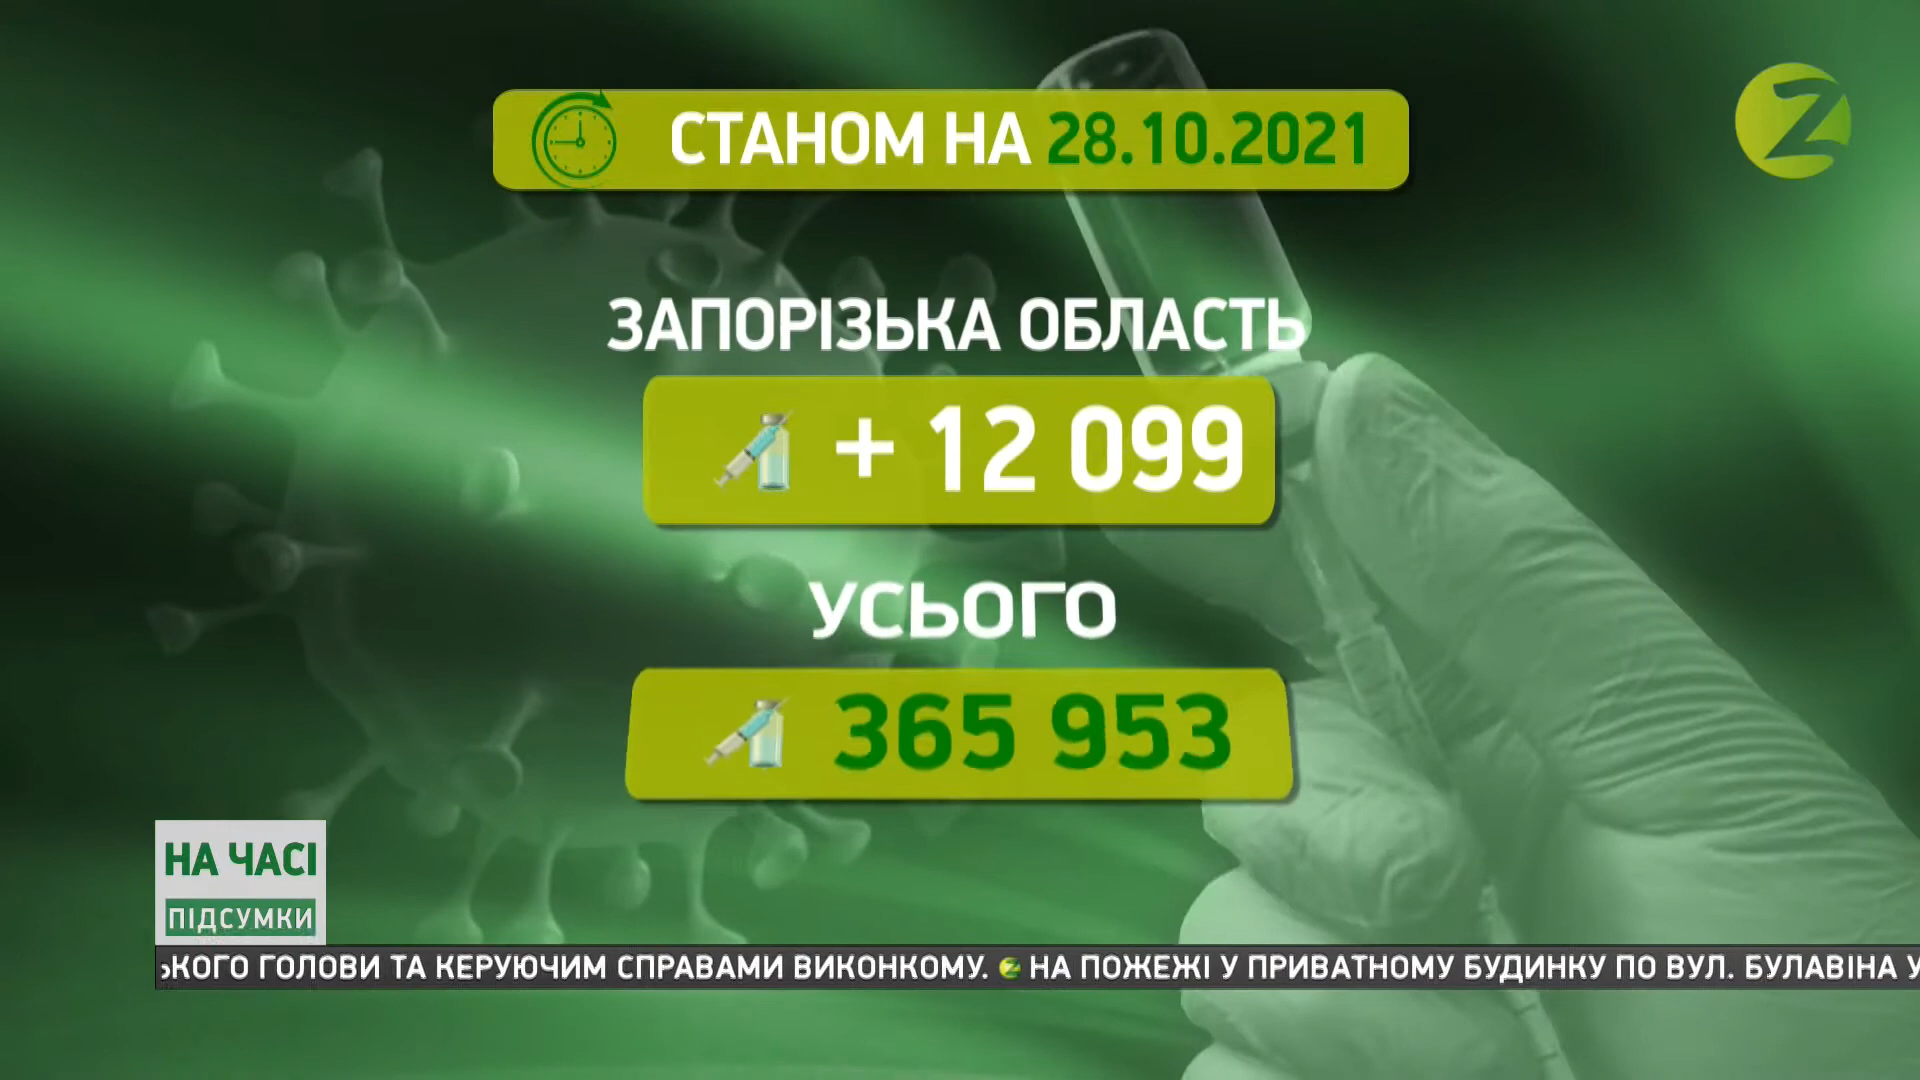 СТАНОМ НА 28.10.2021
ЗАПОРІЗЬКА ОБЛАСТЬ
+ 12 099
УСЬОГО
365 953
НА ЧАСІ
ПІДСУМКИ
ЬКОГО ГОЛОВИ ТА КЕРУЮЧИМ СПРАВАМИ ВИКОНКОМУ. НА ПОЖЕЖІ У ПРИВАТНОМУ БУДИНКУ ПО ВУЛ. БУЛАВІНА У